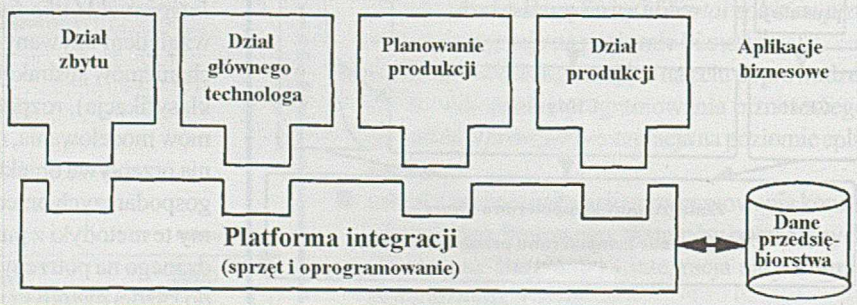 Dział
zbytu
Dział
głównego
technologa
Planowanie
produkcji
Dział
produkcji
Aplikacje
biznesowe
Platforma integracji
(sprzęt i oprogramowanie)
Dane
przedsię-
biorstwa